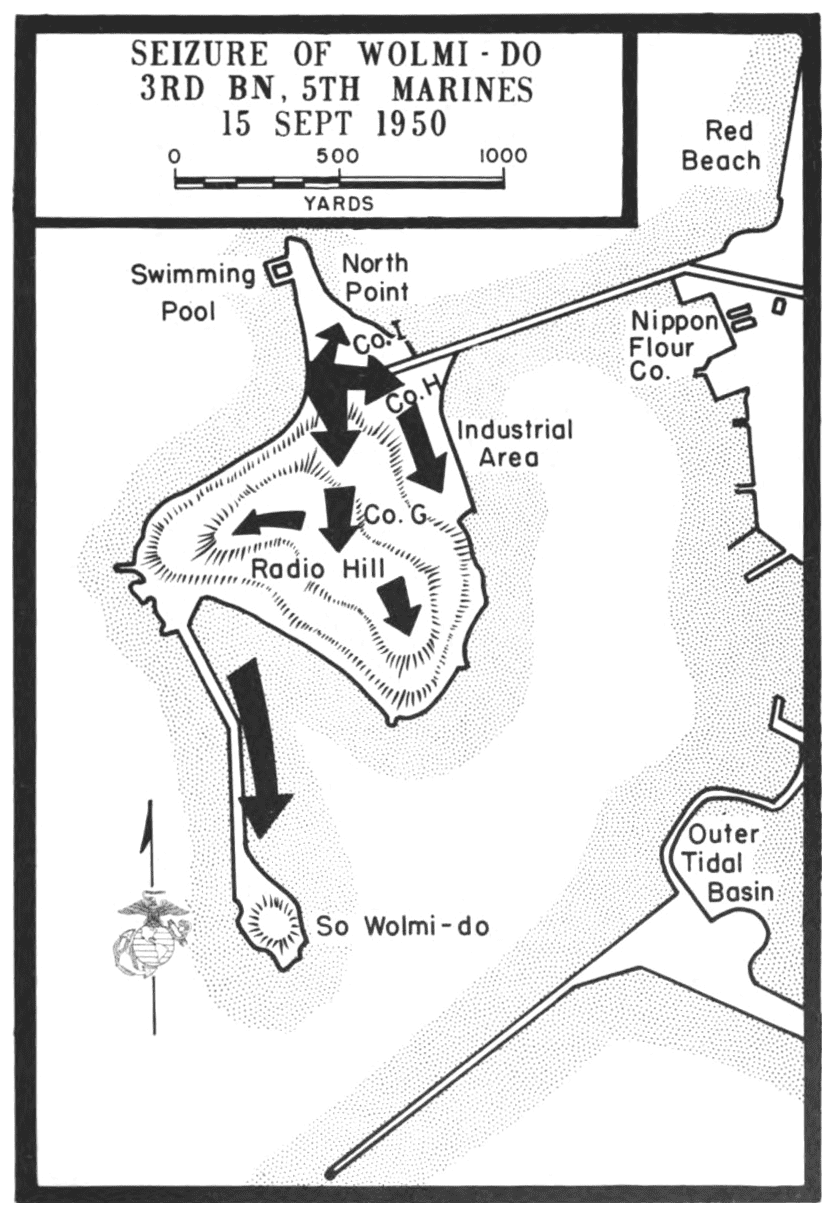 SEIZURE OF WOLMI - DO
3RD BN, 5TH MARINES
15 SEPT 1950
0 500 1000
YARDS
Red
Beach
Swimming
Pool
North
Point
Co. I
Nippon
Flour
Co.
Co. H
Industrial
Area
Co. G
Radio Hill
Outer
Tidal
Basin
So Wolmi-do